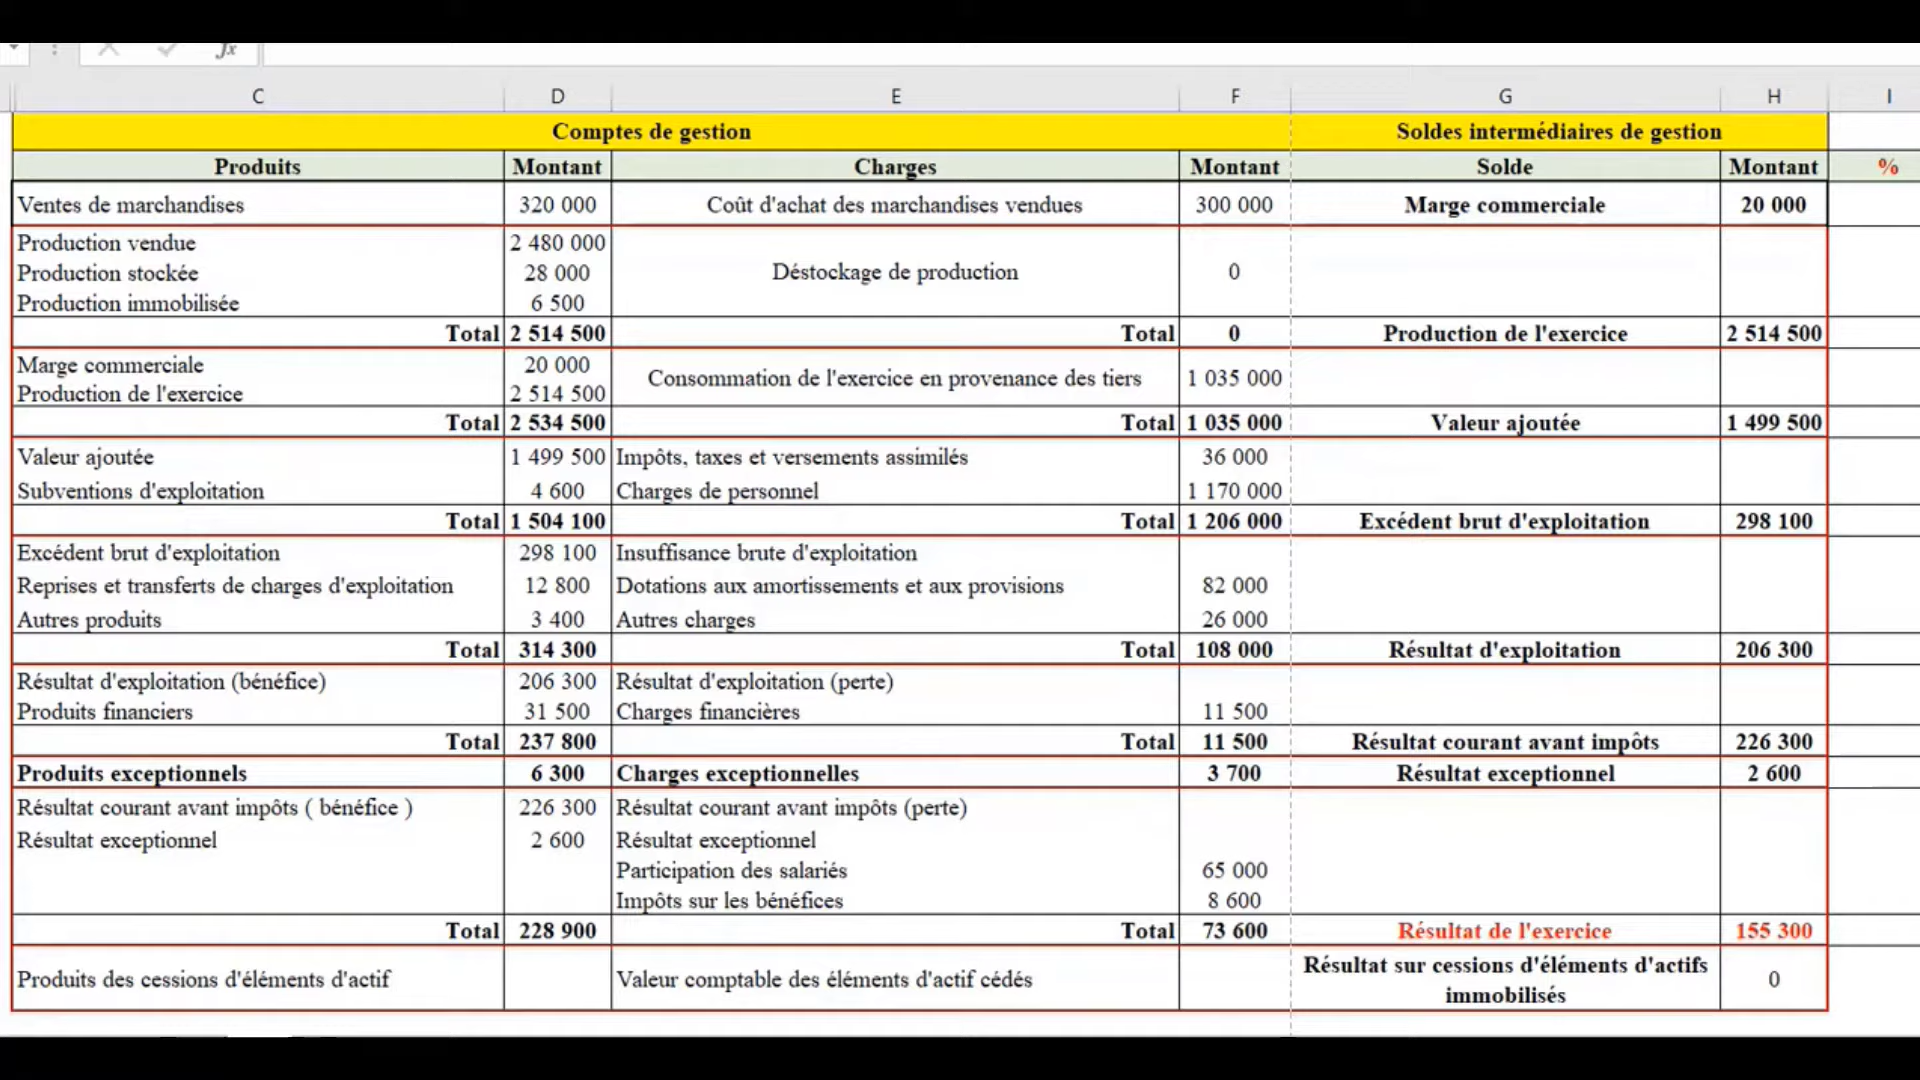 fx
C D E F G H I
Comptes de gestion Soldes intermédiaires de gestion
Produits Montant Charges Montant Solde Montant %
Ventes de marchandises 320 000 Coût d'achat des marchandises vendues 300 000 Marge commerciale 20 000
Production vendue 2 480 000
Production stockée 28 000 Déstockage de production 0
Production immobilisée 6 500
Total 2 514 500 Total 0 Production de l'exercice 2 514 500
Marge commerciale 20 000
Consommation de l'exercice en provenance des tiers 1 035 000
Production de l'exercice 2 514 500
Total 2 534 500 Total 1 035 000 Valeur ajoutée 1 499 500
Valeur ajoutée 1 499 500 Impôts, taxes et versements assimilés 36 000
Subventions d'exploitation 4 600 Charges de personnel 1 170 000
Total 1 504 100 Total 1 206 000 Excédent brut d'exploitation 298 100
Excédent brut d'exploitation 298 100 Insuffisance brute d'exploitation
Reprises et transferts de charges d'exploitation 12 800 Dotations aux amortissements et aux provisions 82 000
Autres produits 3 400 Autres charges 26 000
Total 314 300 Total 108 000 Résultat d'exploitation 206 300
Résultat d'exploitation (bénéfice) 206 300 Résultat d'exploitation (perte)
Produits financiers 31 500 Charges financières 11 500
Total 237 800 Total 11 500 Résultat courant avant impôts 226 300
Produits exceptionnels 6 300 Charges exceptionnelles 3 700 Résultat exceptionnel 2 600
Résultat courant avant impôts ( bénéfice ) 226 300 Résultat courant avant impôts (perte)
Résultat exceptionnel 2 600 Résultat exceptionnel
Participation des salariés 65 000
Impôts sur les bénéfices 8 600
Total 228 900 Total 73 600 Résultat de l'exercice 155 300
Produits des cessions d'éléments d'actif Valeur comptable des éléments d'actif cédés Résultat sur cessions d'éléments d'actifs
immobilisés 0